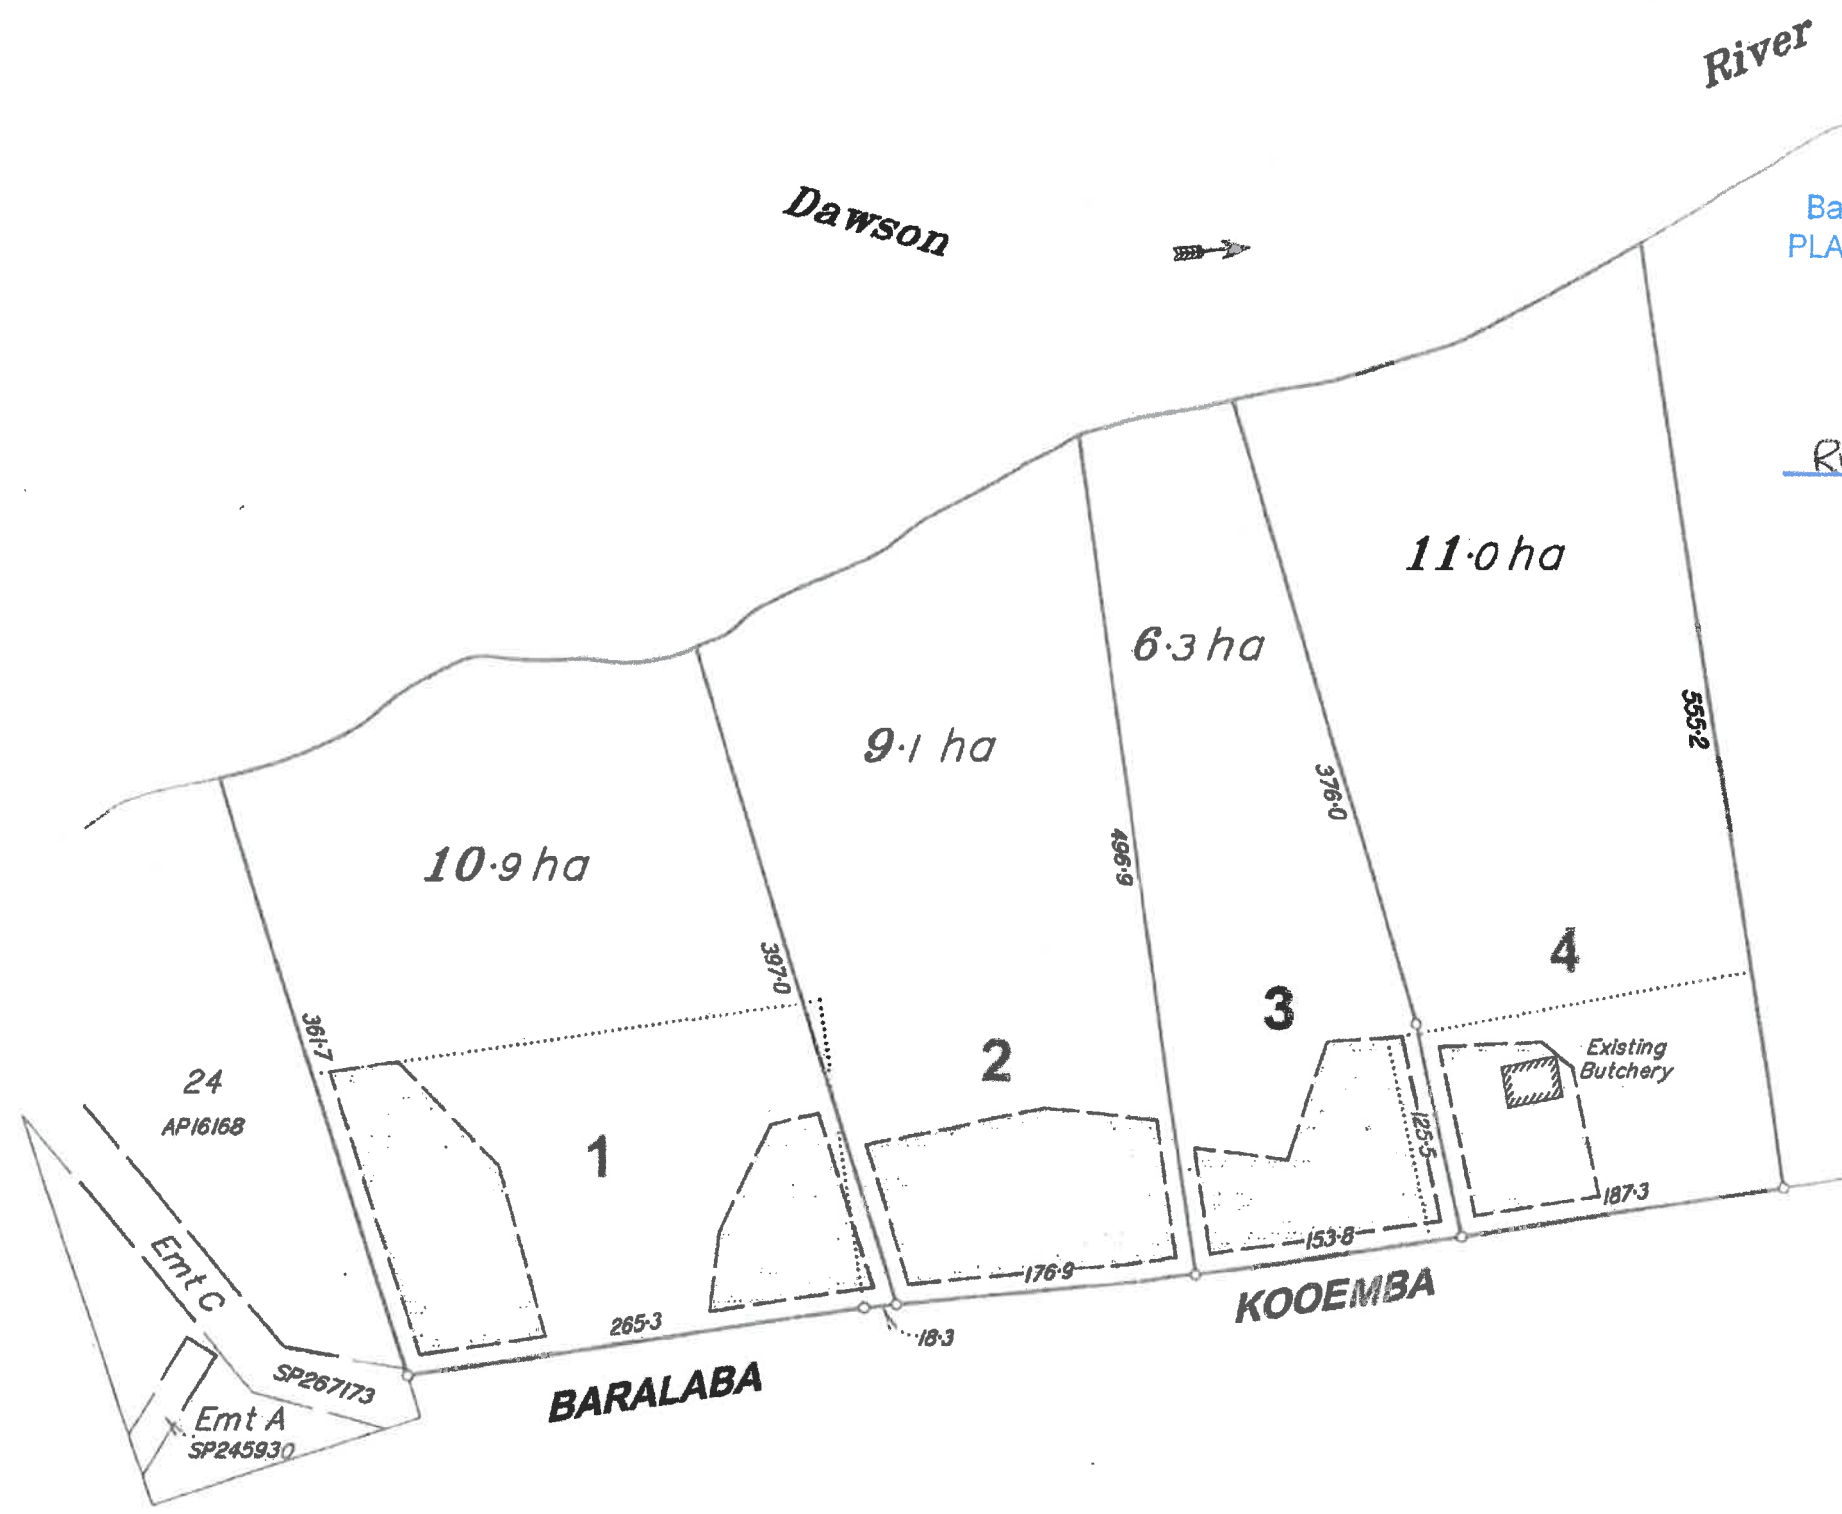 River
Dawson
Ba
PLA
11·0 ha
6·3 ha
9·1 ha
10·9 ha
555·2
376·0
496·9
397·0
361·7
4
3
2
1
Existing
Butchery
24
AP16168
125·5
187·3
153·8
176·9
265·3
18·3
Emt C
SP267173
Emt A
SP245930
BARALABA
KOOEMBA